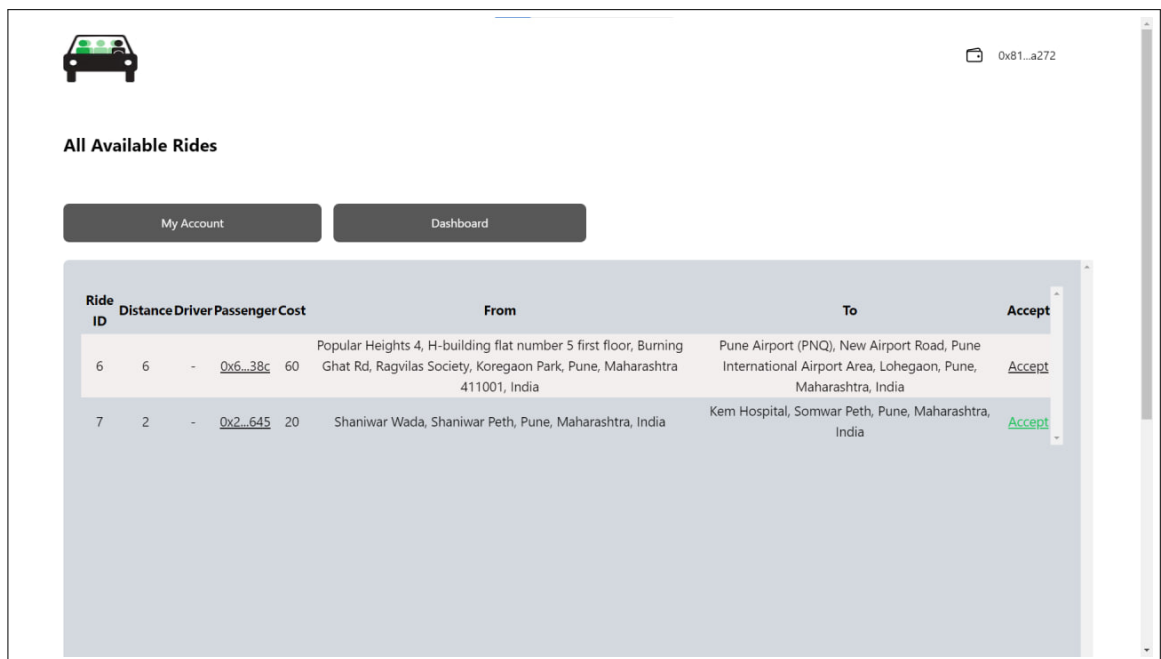 0x81...a272
All Available Rides
My Account Dashboard
Ride ID Distance Driver Passenger Cost From To Accept
6 6 - 0x6...38c 60 Popular Heights 4, H-building flat number 5 first floor, Burning
Ghat Rd, Ragvilas Society, Koregaon Park, Pune, Maharashtra
411001, India
Pune Airport (PNQ), New Airport Road, Pune
International Airport Area, Lohegaon, Pune,
Maharashtra, India
Accept
7 2 - 0x2...645 20 Shaniwar Wada, Shaniwar Peth, Pune, Maharashtra, India
Kem Hospital, Somwar Peth, Pune, Maharashtra,
India
Accept